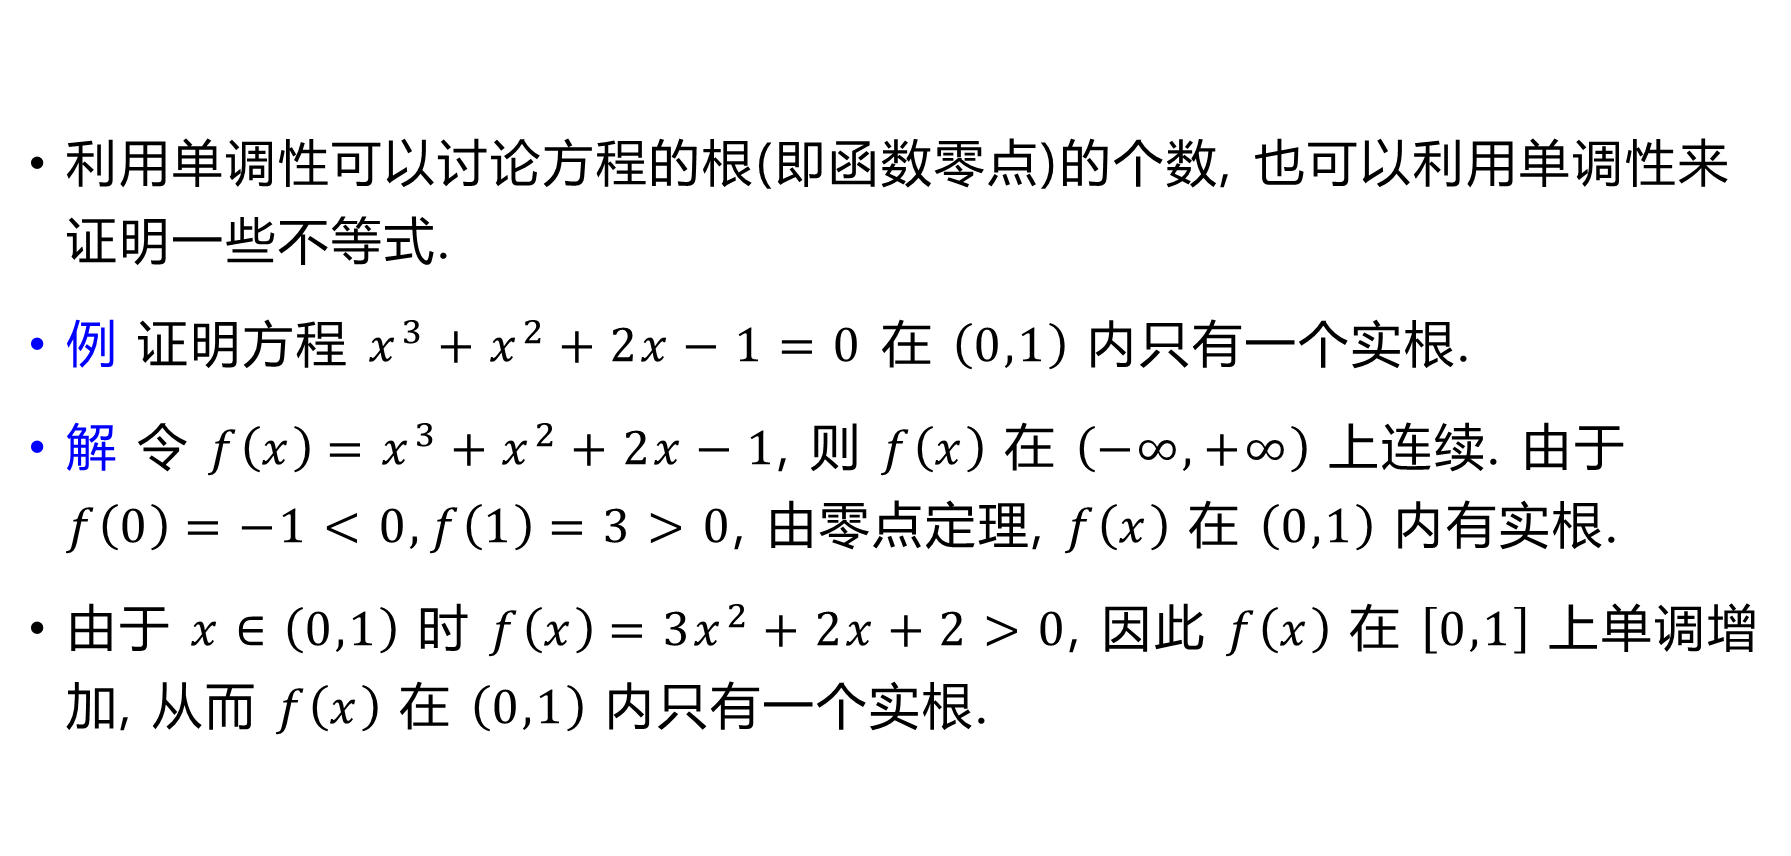 • 利用单调性可以讨论方程的根(即函数零点)的个数, 也可以利用单调性来
证明一些不等式.
• 例 证明方程 x³ + x² + 2x − 1 = 0 在 (0,1) 内只有一个实根.
• 解 令 f(x) = x³ + x² + 2x − 1, 则 f(x) 在 (−∞,+∞) 上连续. 由于
f(0) = −1 < 0, f(1) = 3 > 0, 由零点定理, f(x) 在 (0,1) 内有实根.
• 由于 x ∈ (0,1) 时 f(x) = 3x² + 2x + 2 > 0, 因此 f(x) 在 [0,1] 上单调增
加, 从而 f(x) 在 (0,1) 内只有一个实根.